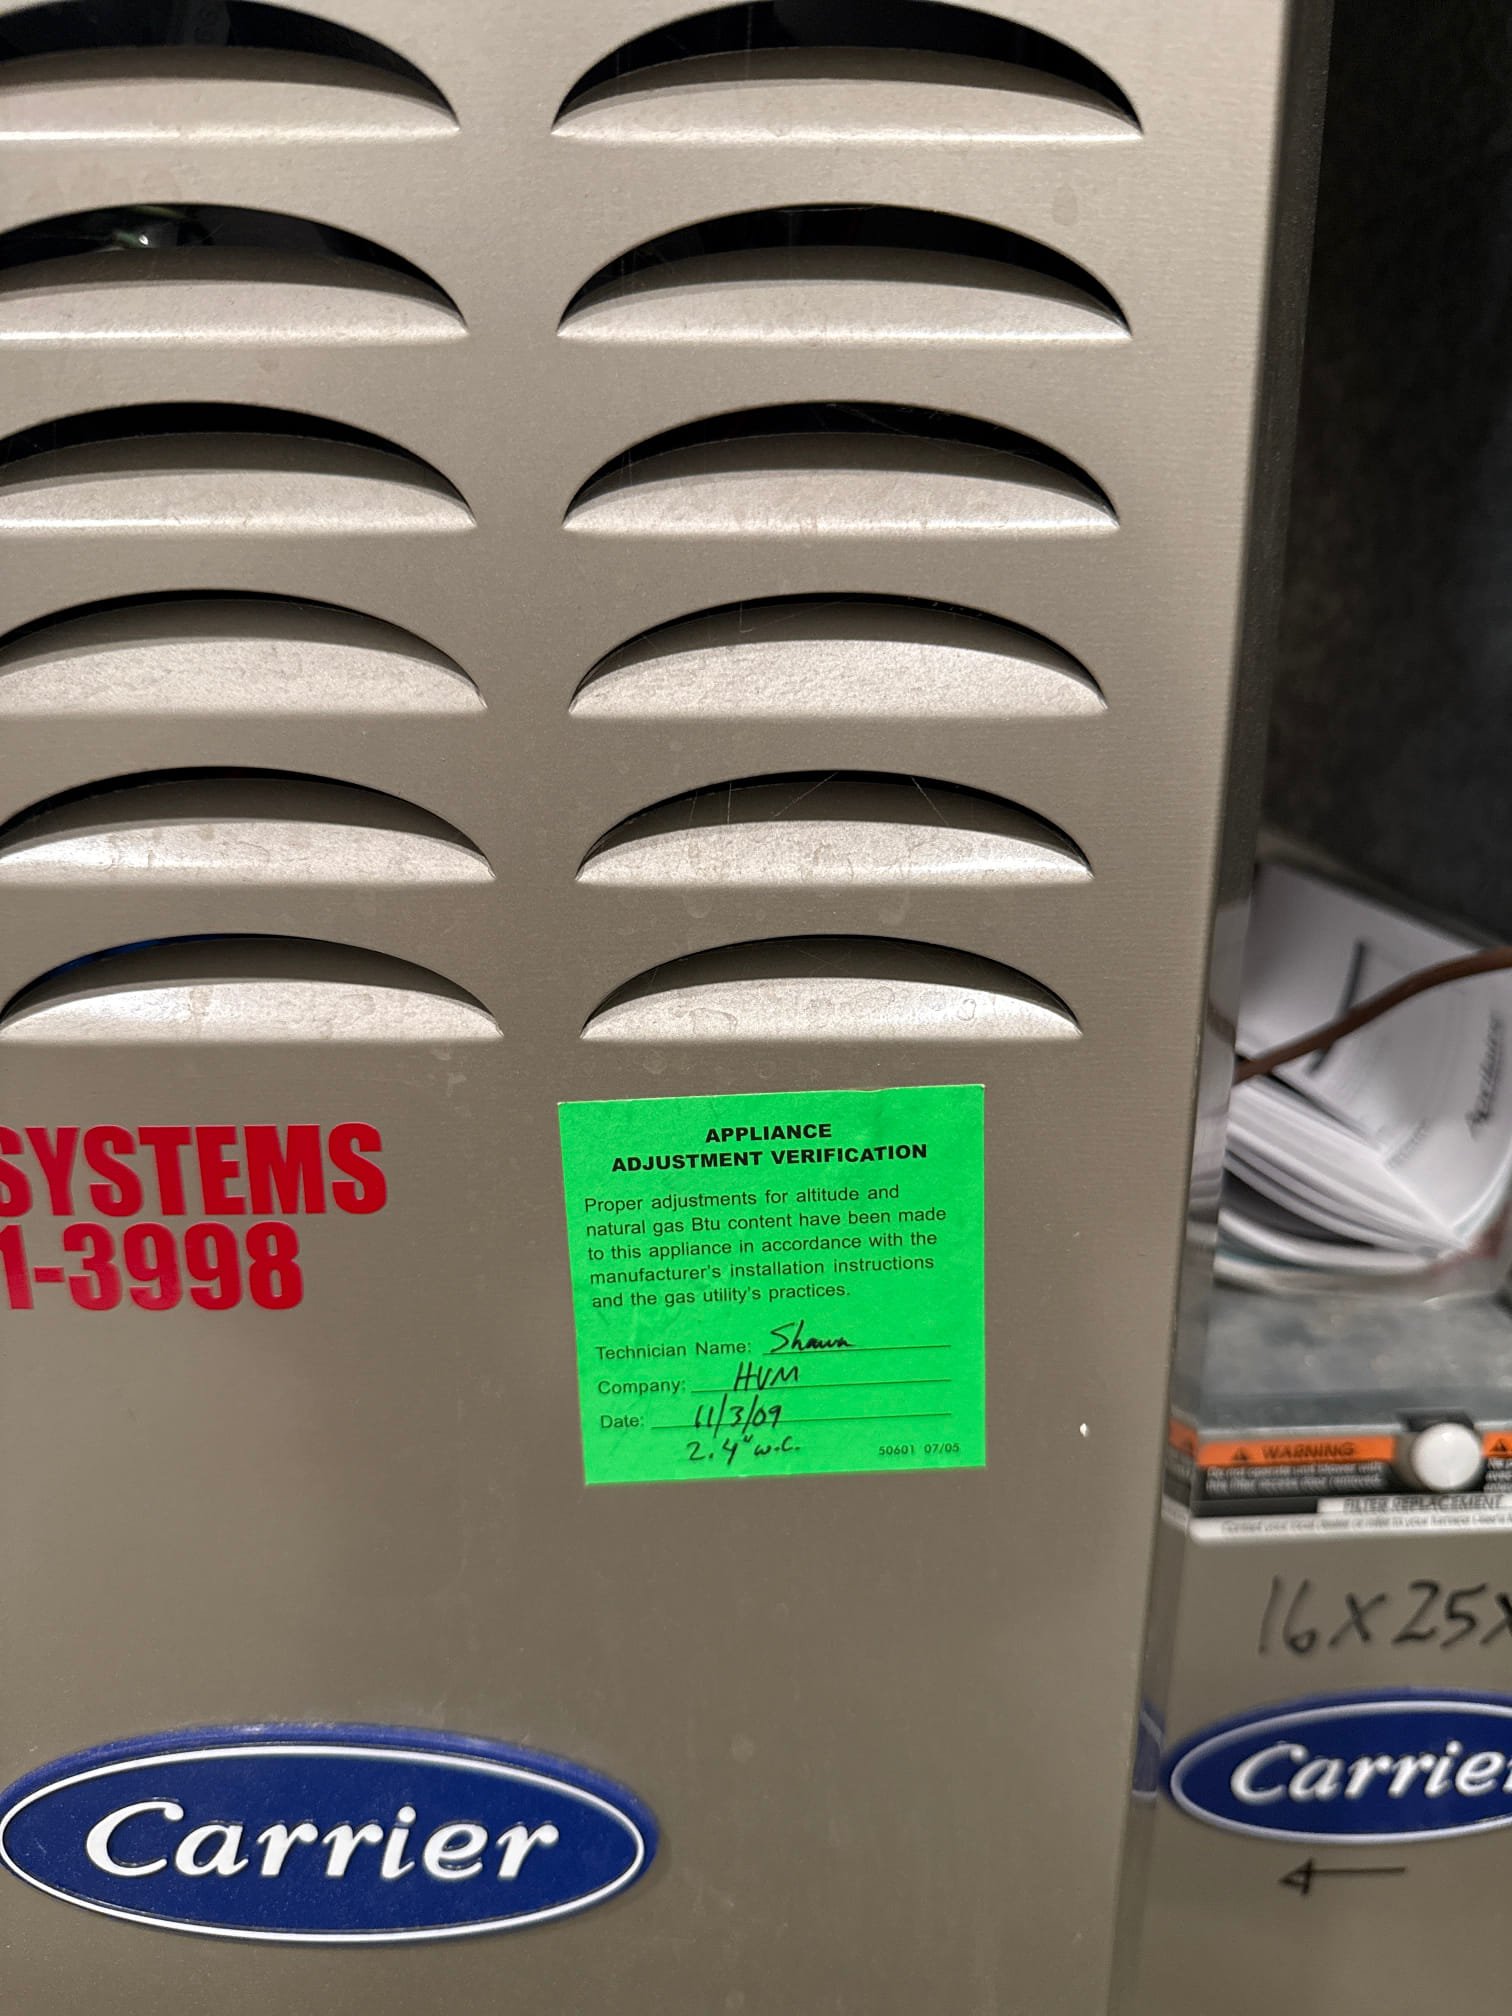 SYSTEMS
1-3998
APPLIANCE
ADJUSTMENT VERIFICATION
Proper adjustments for altitude and
natural gas Btu content have been made
to this appliance in accordance with the
manufacturer's installation instructions
and the gas utility's practices.
Technician Name: Shawn
Company: HVM
Date: 11/3/09
2.4" w.c.
50601 07/05
Carrier
WARNING
FILTER REPLACEMENT
16x25x
Carrier